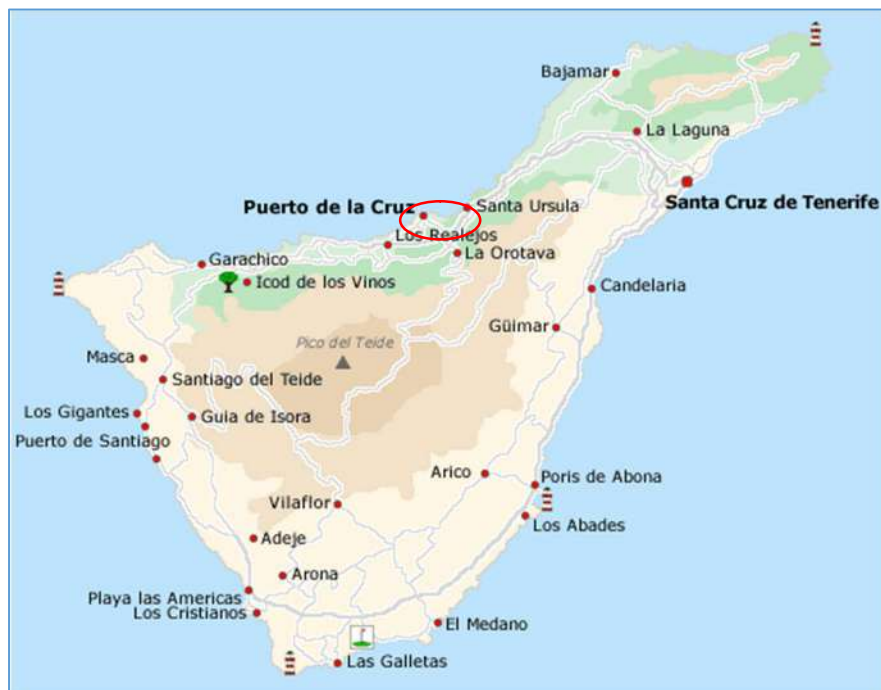 Bajamar
La Laguna
Santa Cruz de Tenerife
Puerto de la Cruz
Santa Ursula
Los Realejos
La Orotava
Garachico
Icod de los Vinos
Candelaria
Güimar
Pico del Teide
Masca
Santiago del Teide
Los Gigantes
Guia de Isora
Puerto de Santiago
Arico
Poris de Abona
Vilaflor
Los Abades
Adeje
Arona
Playa las Americas
Los Cristianos
El Medano
Las Galletas